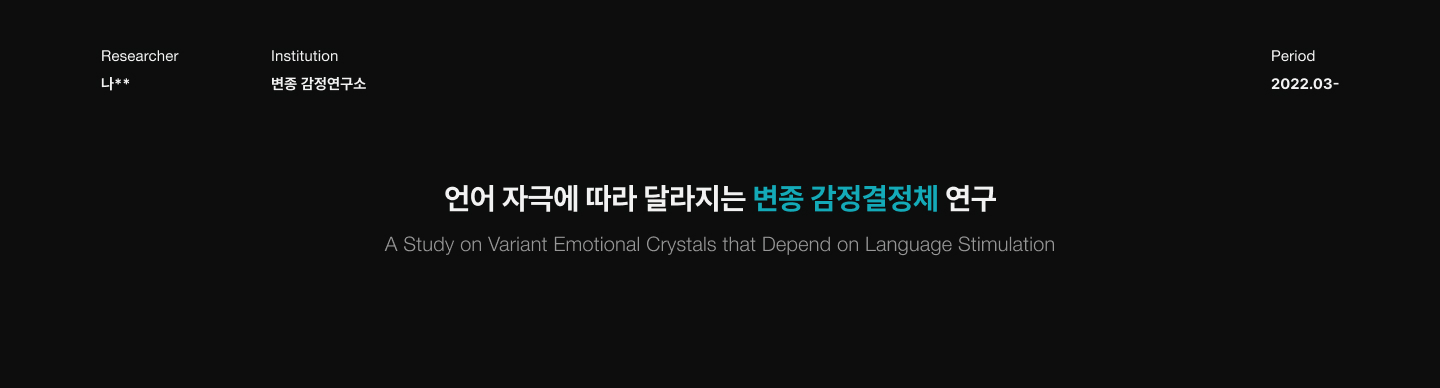 Researcher
나**
Institution
변종 감정연구소
Period
2022.03-
언어 자극에 따라 달라지는 변종 감정결정체 연구
A Study on Variant Emotional Crystals that Depend on Language Stimulation